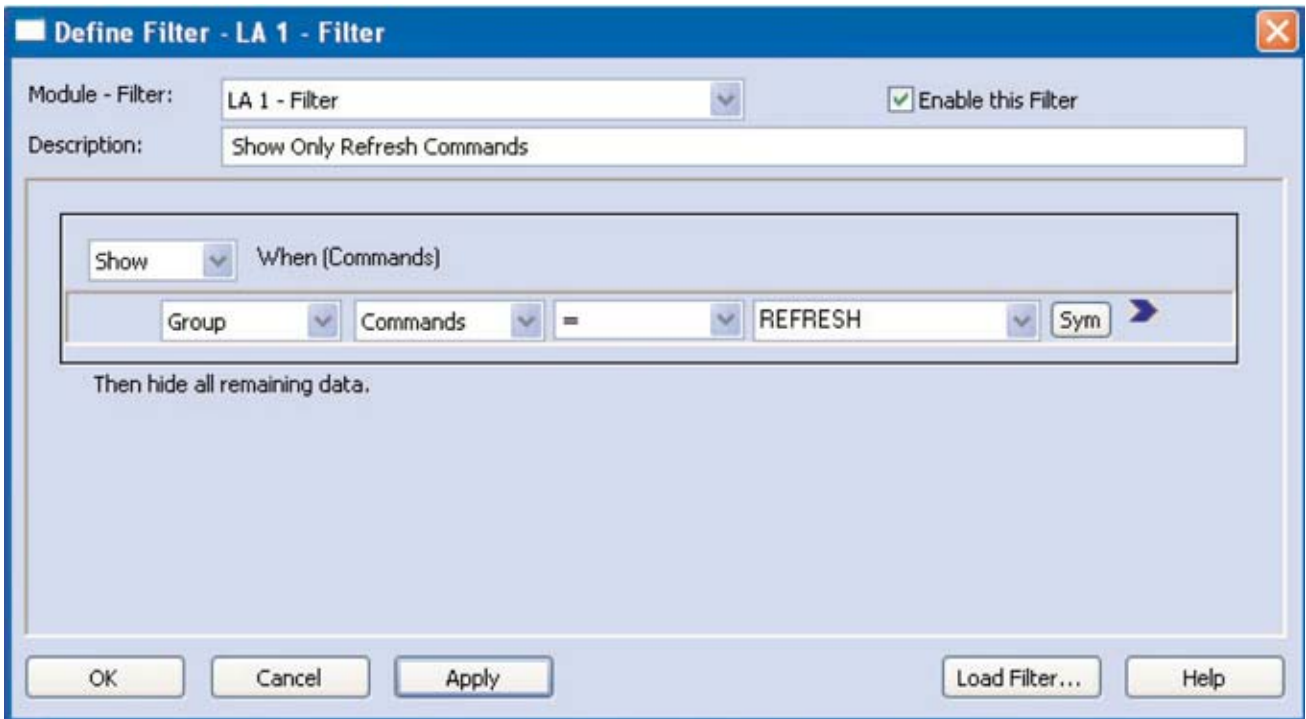 Define Filter - LA 1 - Filter
Module - Filter: LA 1 - Filter Enable this Filter
Description: Show Only Refresh Commands
Show When (Commands)
Group Commands = REFRESH Sym
Then hide all remaining data.
OK Cancel Apply Load Filter... Help